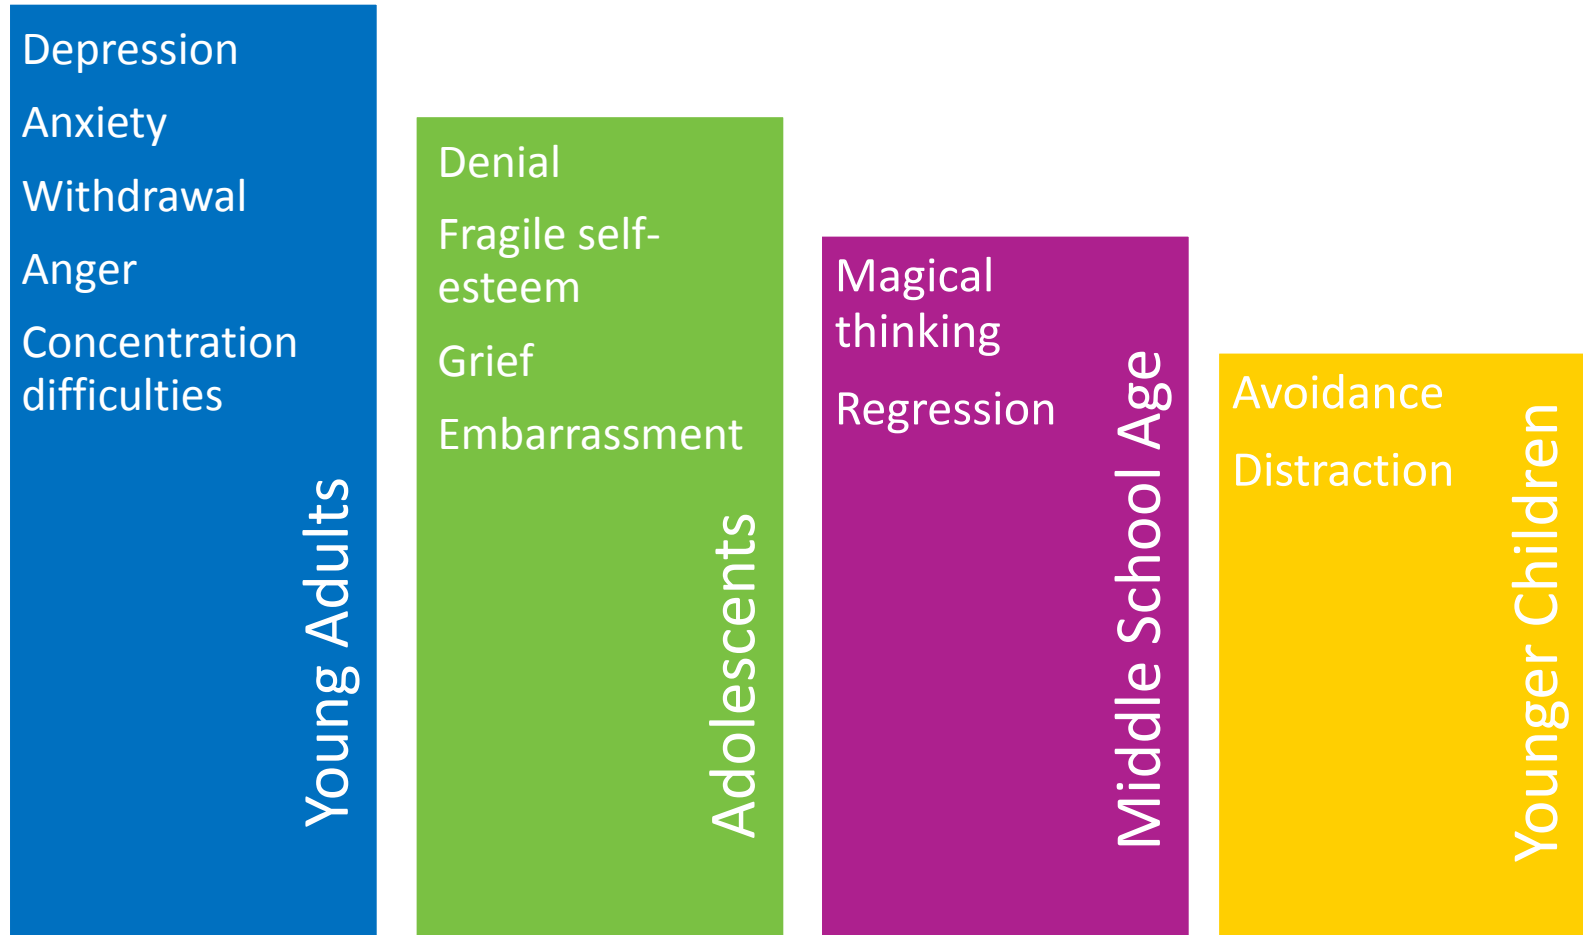 Depression
Anxiety
Withdrawal
Anger
Concentration
difficulties
Young Adults
Denial
Fragile self-
esteem
Grief
Embarrassment
Adolescents
Magical
thinking
Regression
Middle School Age
Avoidance
Distraction
Younger Children